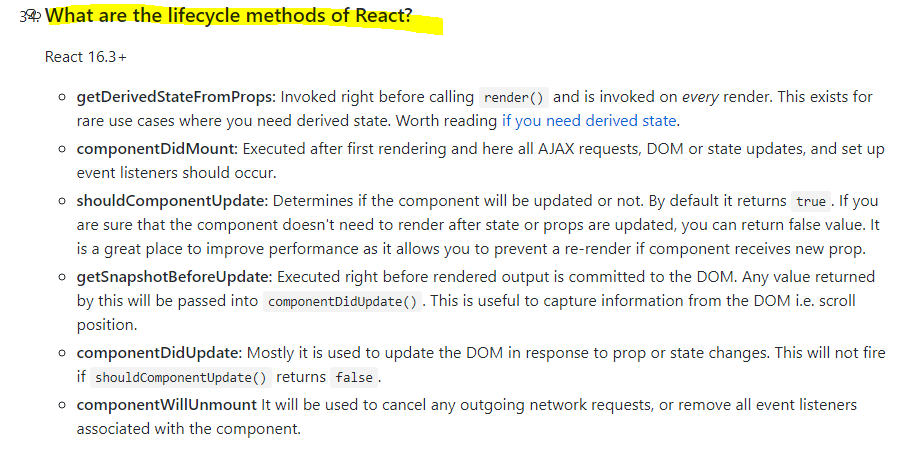 34. What are the lifecycle methods of React?
React 16.3+
getDerivedStateFromProps: Invoked right before calling render() and is invoked on every render. This exists for
rare use cases where you need derived state. Worth reading if you need derived state.
componentDidMount: Executed after first rendering and here all AJAX requests, DOM or state updates, and set up
event listeners should occur.
shouldComponentUpdate: Determines if the component will be updated or not. By default it returns true . If you
are sure that the component doesn't need to render after state or props are updated, you can return false value. It
is a great place to improve performance as it allows you to prevent a re-render if component receives new prop.
getSnapshotBeforeUpdate: Executed right before rendered output is committed to the DOM. Any value returned
by this will be passed into componentDidUpdate() . This is useful to capture information from the DOM i.e. scroll
position.
componentDidUpdate: Mostly it is used to update the DOM in response to prop or state changes. This will not fire
if shouldComponentUpdate() returns false .
componentWillUnmount It will be used to cancel any outgoing network requests, or remove all event listeners
associated with the component.